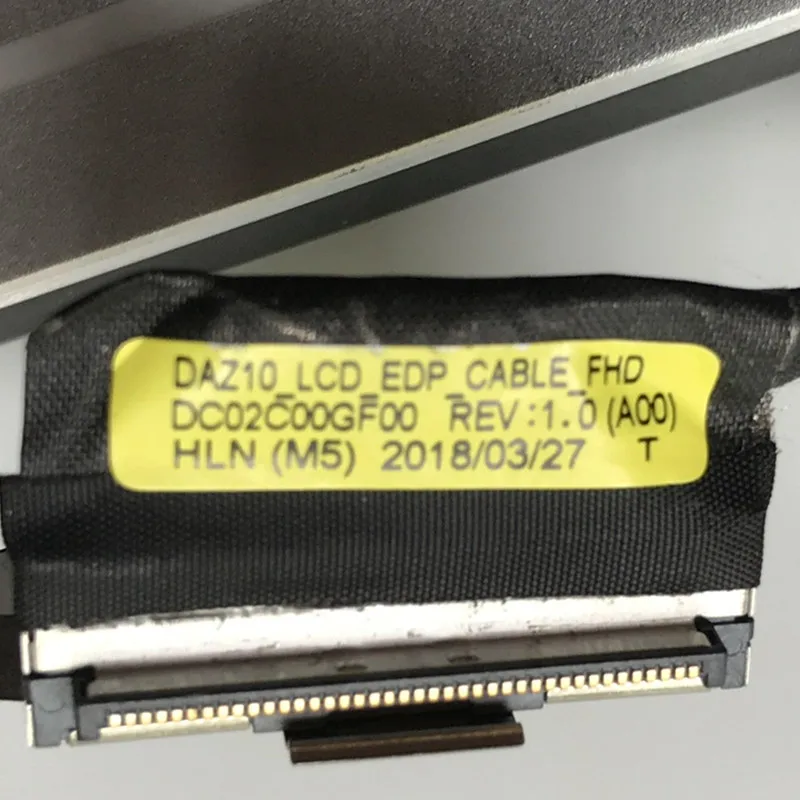 DAZ10_LCD_EDP_CABLE_FHD
DC02C00GF00 REV:1.0 (A00)
HLN (M5) 2018/03/27 T